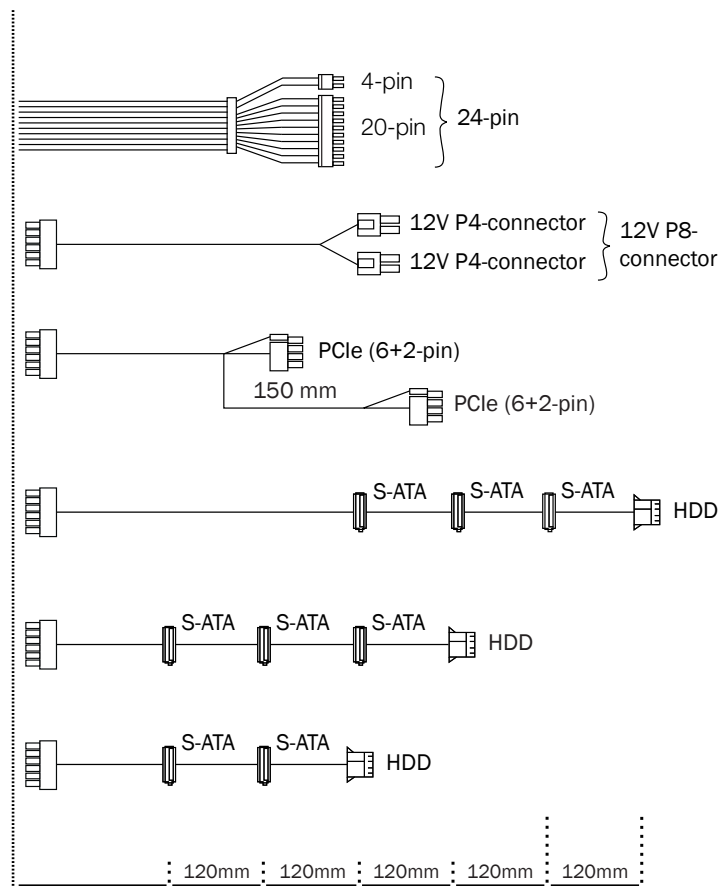 4-pin
20-pin
24-pin
12V P4-connector
12V P4-connector
12V P8-
connector
PCIe (6+2-pin)
150 mm
PCIe (6+2-pin)
S-ATA S-ATA S-ATA
HDD
S-ATA S-ATA S-ATA
HDD
S-ATA S-ATA
HDD
120mm 120mm 120mm 120mm 120mm